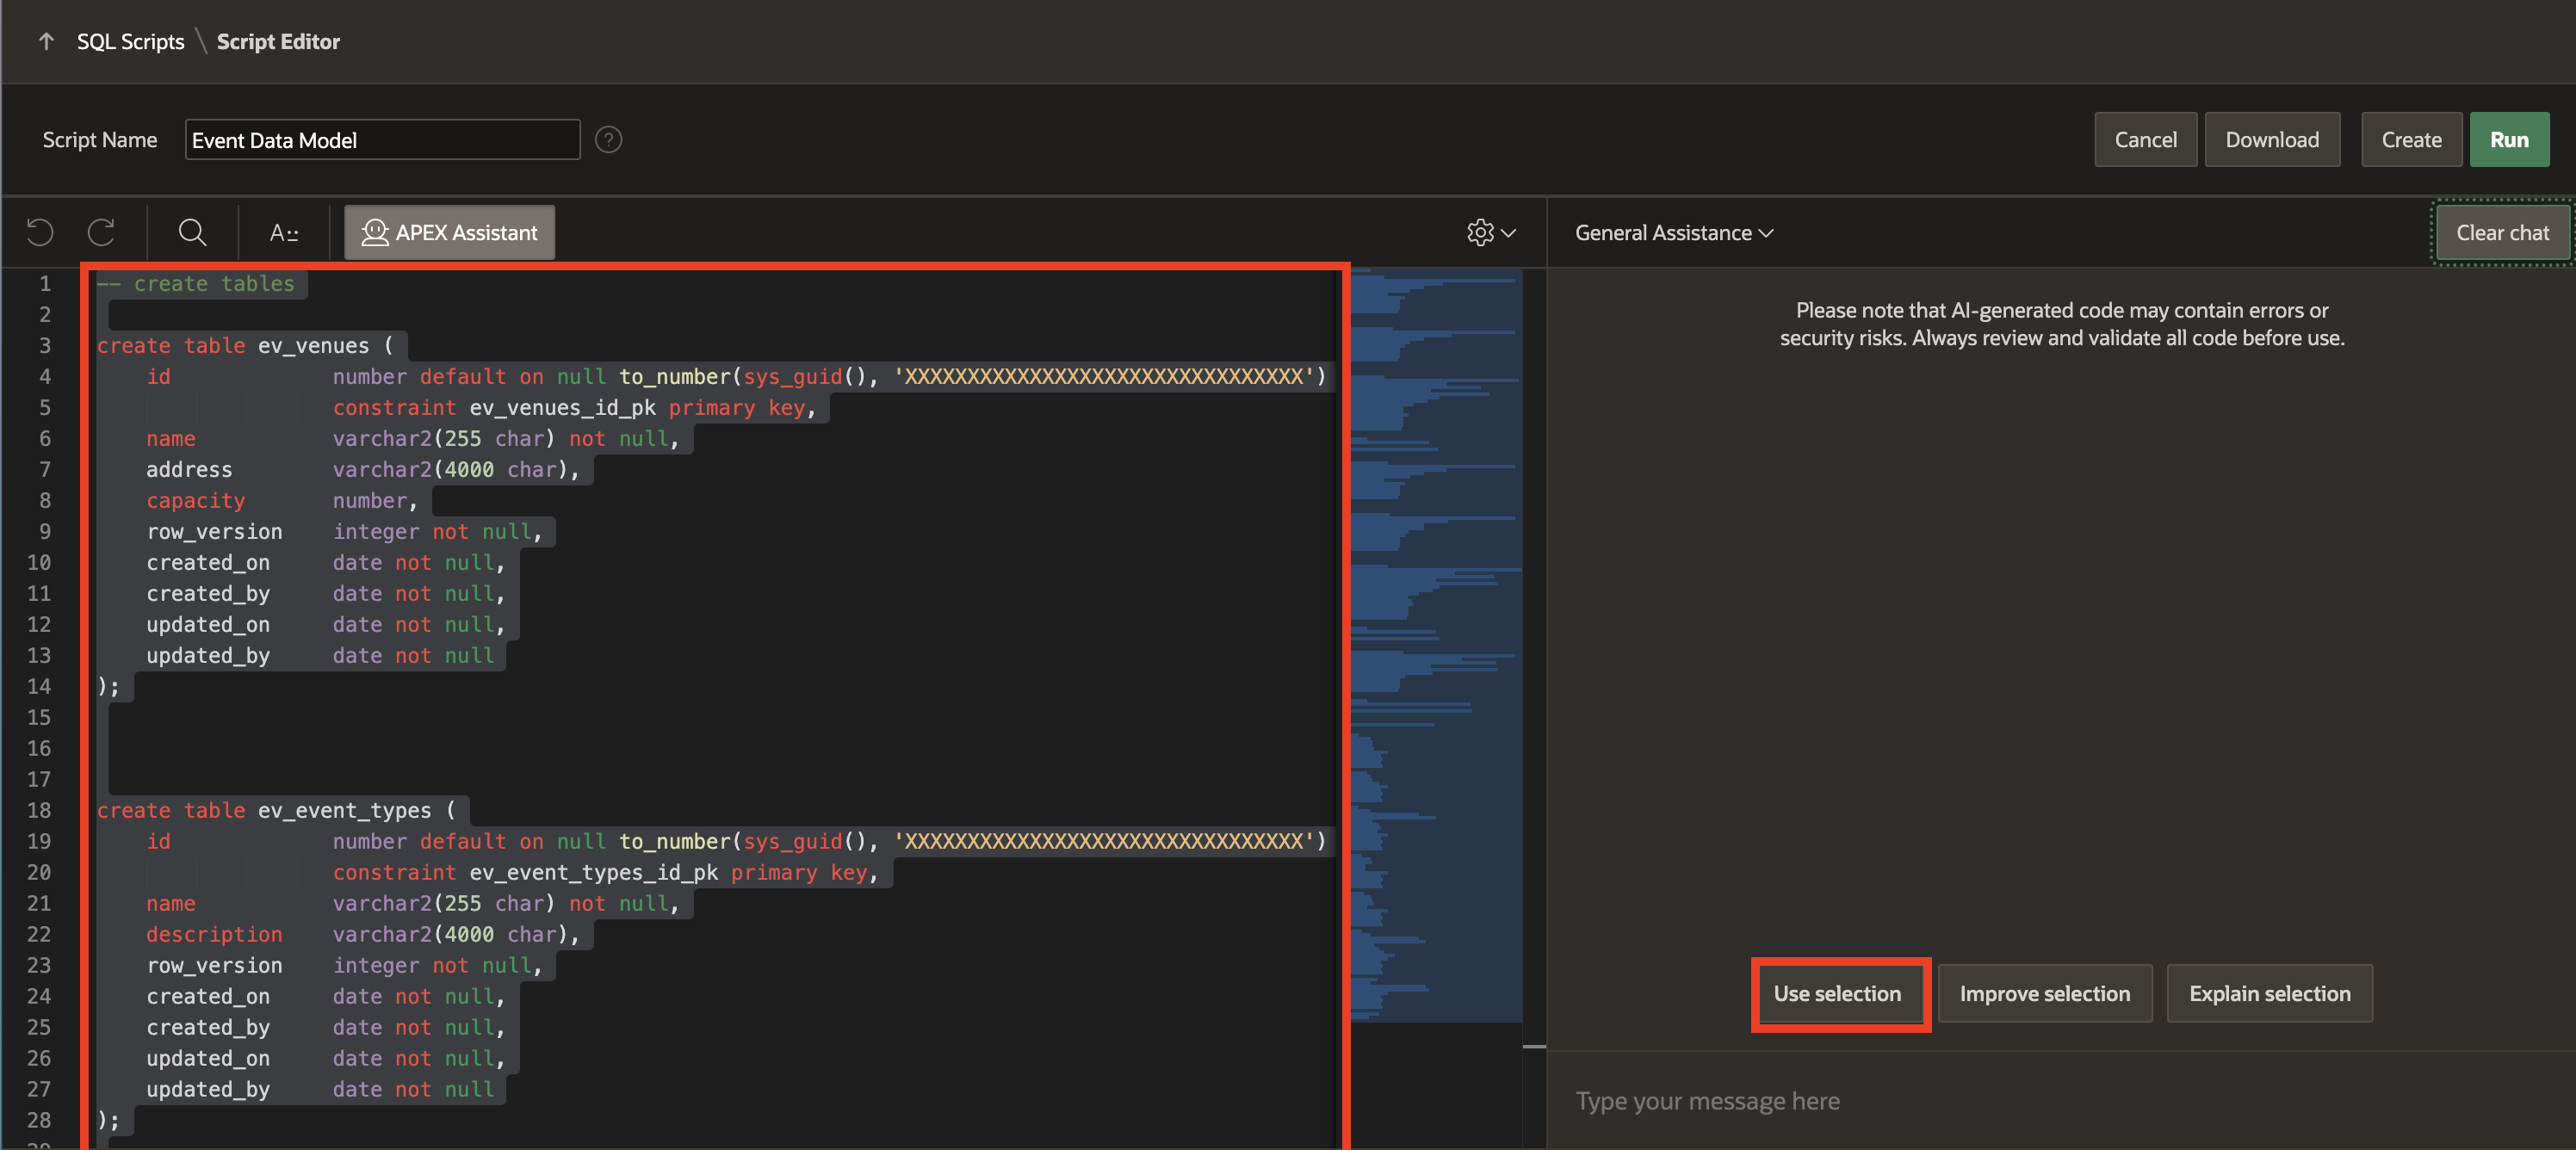 SQL Scripts \ Script Editor
Script Name Event Data Model ?
Cancel Download Create Run
A:: APEX Assistant
General Assistance
Clear chat
1 -- create tables
2
3 create table ev_venues (
4 id number default on null to_number(sys_guid(), 'XXXXXXXXXXXXXXXXXXXXXXXXXXXXXXXX')
5 constraint ev_venues_id_pk primary key,
6 name varchar2(255 char) not null,
7 address varchar2(4000 char),
8 capacity number,
9 row_version integer not null,
10 created_on date not null,
11 created_by date not null,
12 updated_on date not null,
13 updated_by date not null
14 );
15
16
17
18 create table ev_event_types (
19 id number default on null to_number(sys_guid(), 'XXXXXXXXXXXXXXXXXXXXXXXXXXXXXXXX')
20 constraint ev_event_types_id_pk primary key,
21 name varchar2(255 char) not null,
22 description varchar2(4000 char),
23 row_version integer not null,
24 created_on date not null,
25 created_by date not null,
26 updated_on date not null,
27 updated_by date not null
28 );
Please note that AI-generated code may contain errors or
security risks. Always review and validate all code before use.
Use selection Improve selection Explain selection
Type your message here